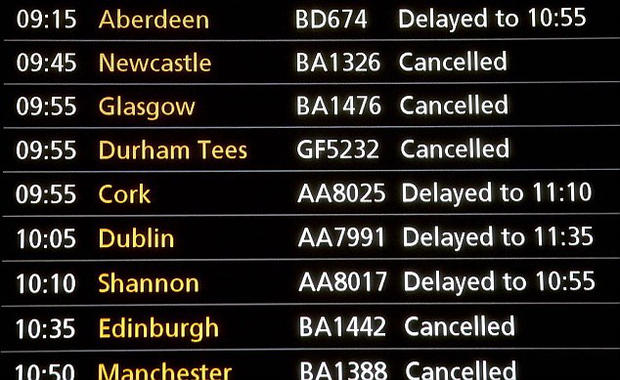 09:15 Aberdeen BD674 Delayed to 10:55
09:45 Newcastle BA1326 Cancelled
09:55 Glasgow BA1476 Cancelled
09:55 Durham Tees GF5232 Cancelled
09:55 Cork AA8025 Delayed to 11:10
10:05 Dublin AA7991 Delayed to 11:35
10:10 Shannon AA8017 Delayed to 10:55
10:35 Edinburgh BA1442 Cancelled
10:50 Manchester BA1388 Cancelled